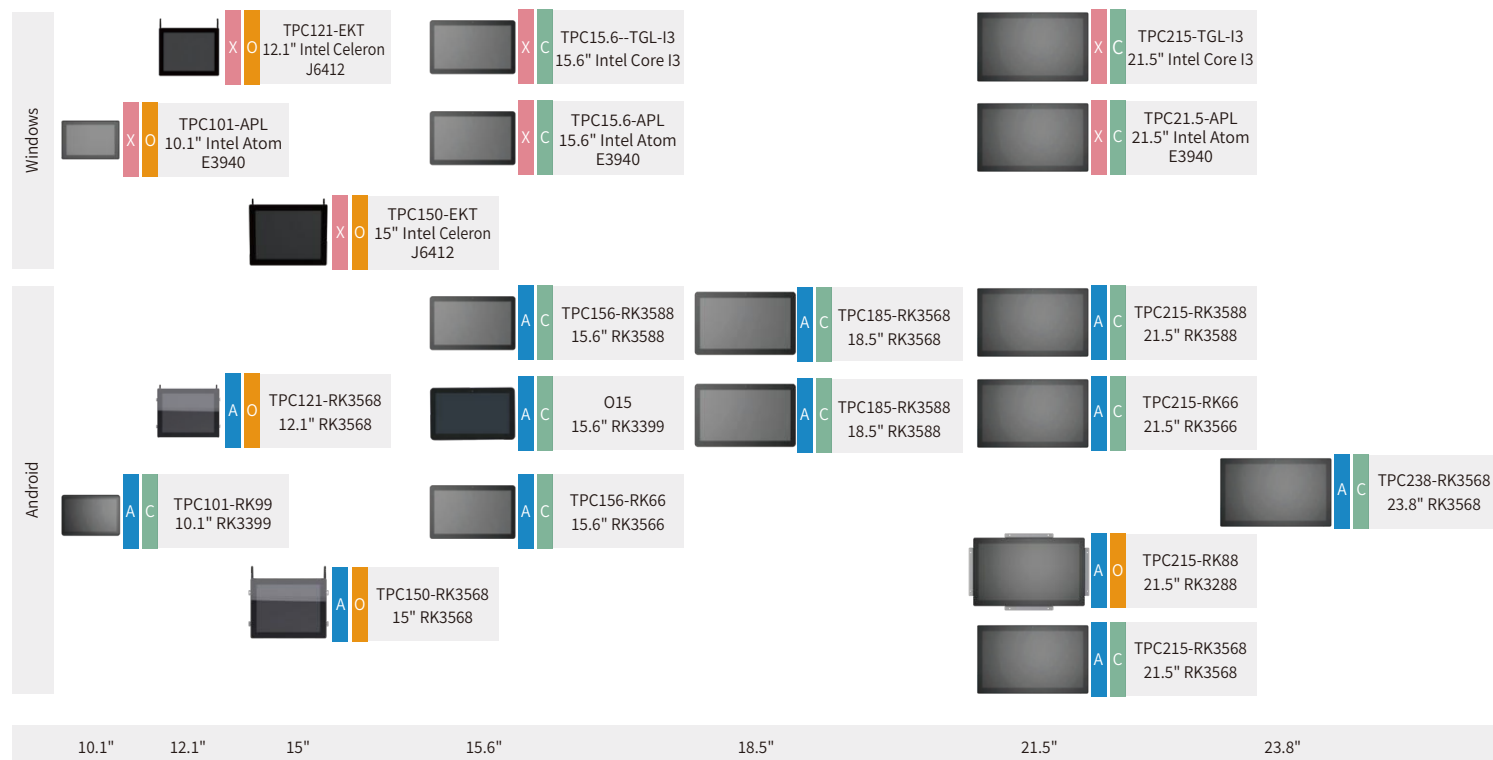 Windows
X O
TPC121-EKT
12.1" Intel Celeron
J6412
X C
TPC15.6--TGL-I3
15.6" Intel Core I3
X C
TPC215-TGL-I3
21.5" Intel Core I3
X O
TPC101-APL
10.1" Intel Atom
E3940
X C
TPC15.6-APL
15.6" Intel Atom
E3940
X C
TPC21.5-APL
21.5" Intel Atom
E3940
X O
TPC150-EKT
15" Intel Celeron
J6412
Android
A C
TPC156-RK3588
15.6" RK3588
A C
TPC185-RK3568
18.5" RK3568
A C
TPC215-RK3588
21.5" RK3588
A O
TPC121-RK3568
12.1" RK3568
A C
O15
15.6" RK3399
A C
TPC185-RK3588
18.5" RK3588
A C
TPC215-RK66
21.5" RK3566
A C
TPC238-RK3568
23.8" RK3568
A C
TPC101-RK99
10.1" RK3399
A C
TPC156-RK66
15.6" RK3566
A O
TPC215-RK88
21.5" RK3288
A O
TPC150-RK3568
15" RK3568
A C
TPC215-RK3568
21.5" RK3568
10.1" 12.1" 15" 15.6" 18.5" 21.5" 23.8"